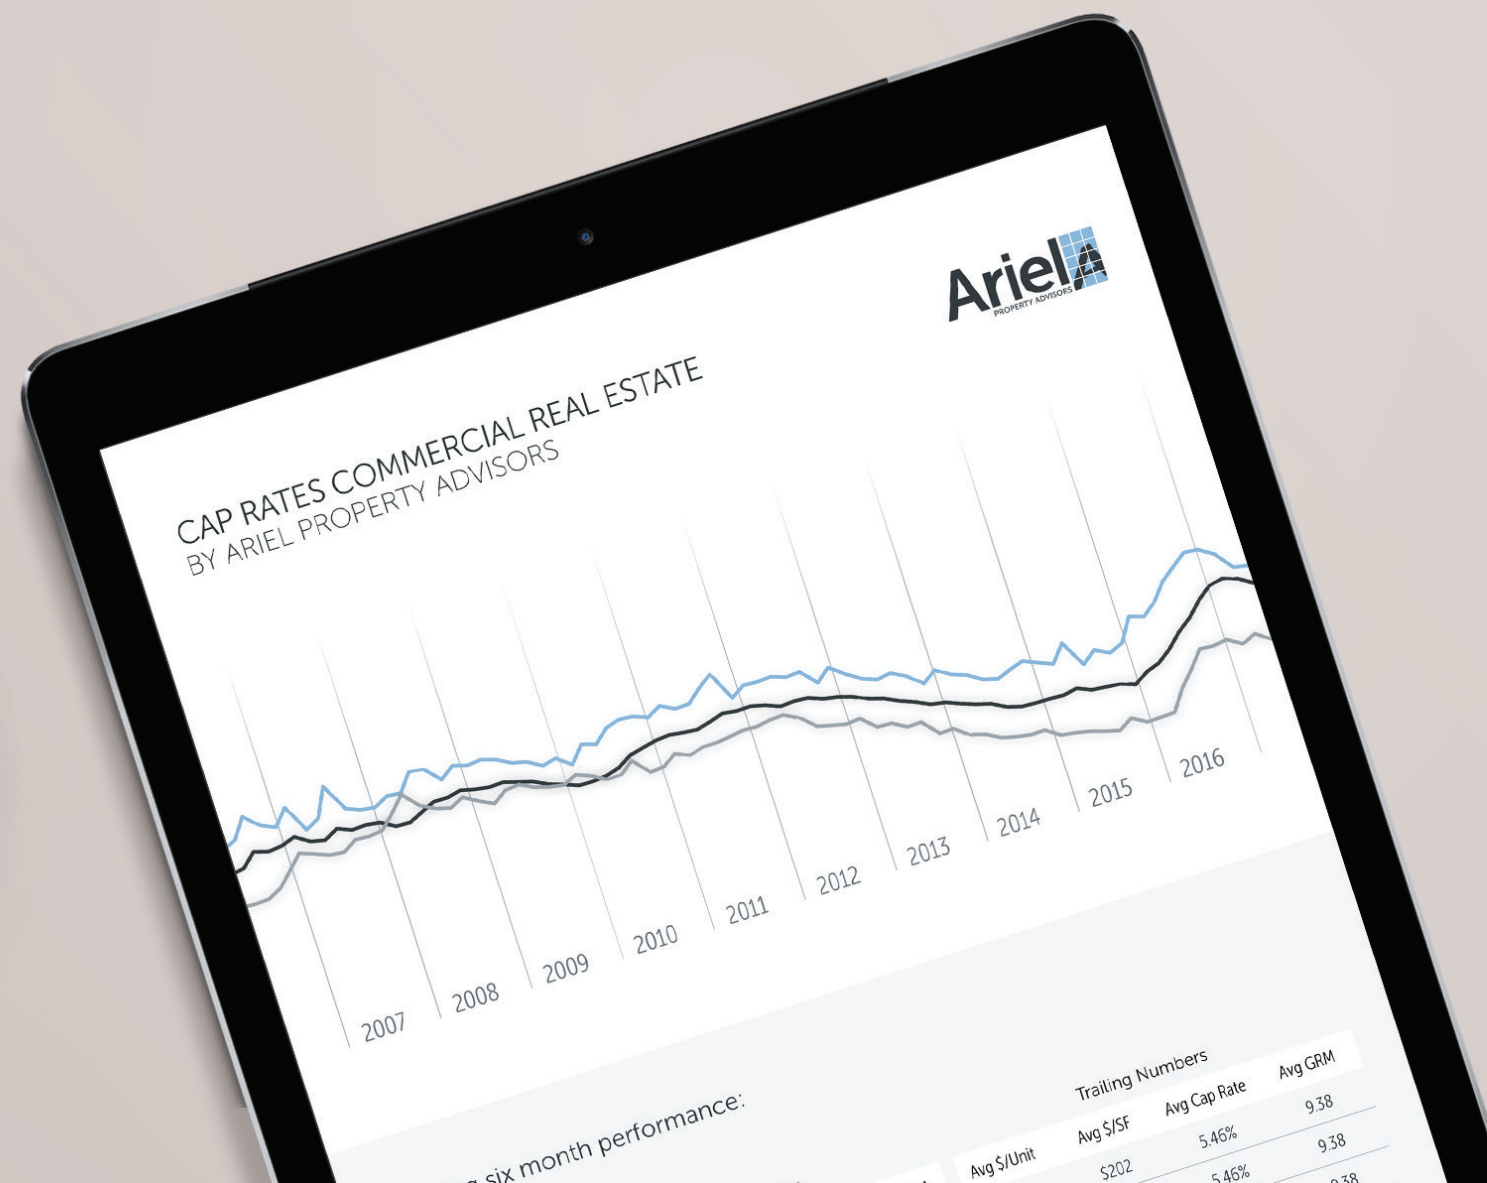 Ariel
PROPERTY ADVISORS
CAP RATES COMMERCIAL REAL ESTATE
BY ARIEL PROPERTY ADVISORS
2007
2008
2009
2010
2011
2012
2013
2014
2015
2016
six month performance:
Trailing Numbers
Avg $/Unit Avg $/SF Avg Cap Rate Avg GRM
$202 5.46% 9.38
5.46% 9.38
9.38